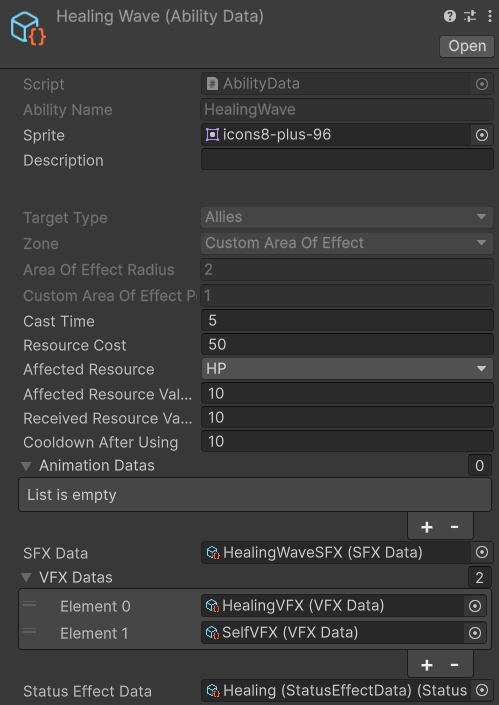 Healing Wave (Ability Data)
Open
Script AbilityData
Ability Name HealingWave
Sprite icons8-plus-96
Description
Target Type Allies
Zone Custom Area Of Effect
Area Of Effect Radius 2
Custom Area Of Effect P 1
Cast Time 5
Resource Cost 50
Affected Resource HP
Affected Resource Val... 10
Received Resource Va... 10
Cooldown After Using 10
Animation Datas 0
List is empty
+ -
SFX Data HealingWaveSFX (SFX Data)
VFX Datas 2
Element 0 HealingVFX (VFX Data)
Element 1 SelfVFX (VFX Data)
+ -
Status Effect Data Healing (StatusEffectData) (Status